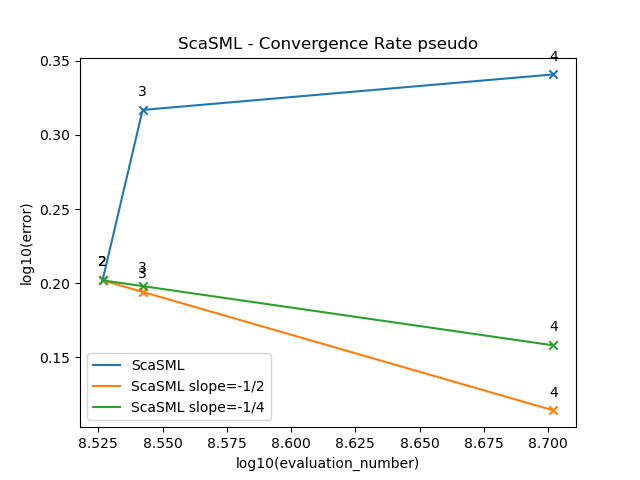 ScaSML - Convergence Rate pseudo
log10(error)
0.35
0.30
0.25
0.20
0.15
4
3
2
2
3
3
4
4
ScaSML
ScaSML slope=-1/2
ScaSML slope=-1/4
8.525 8.550 8.575 8.600 8.625 8.650 8.675 8.700
log10(evaluation_number)